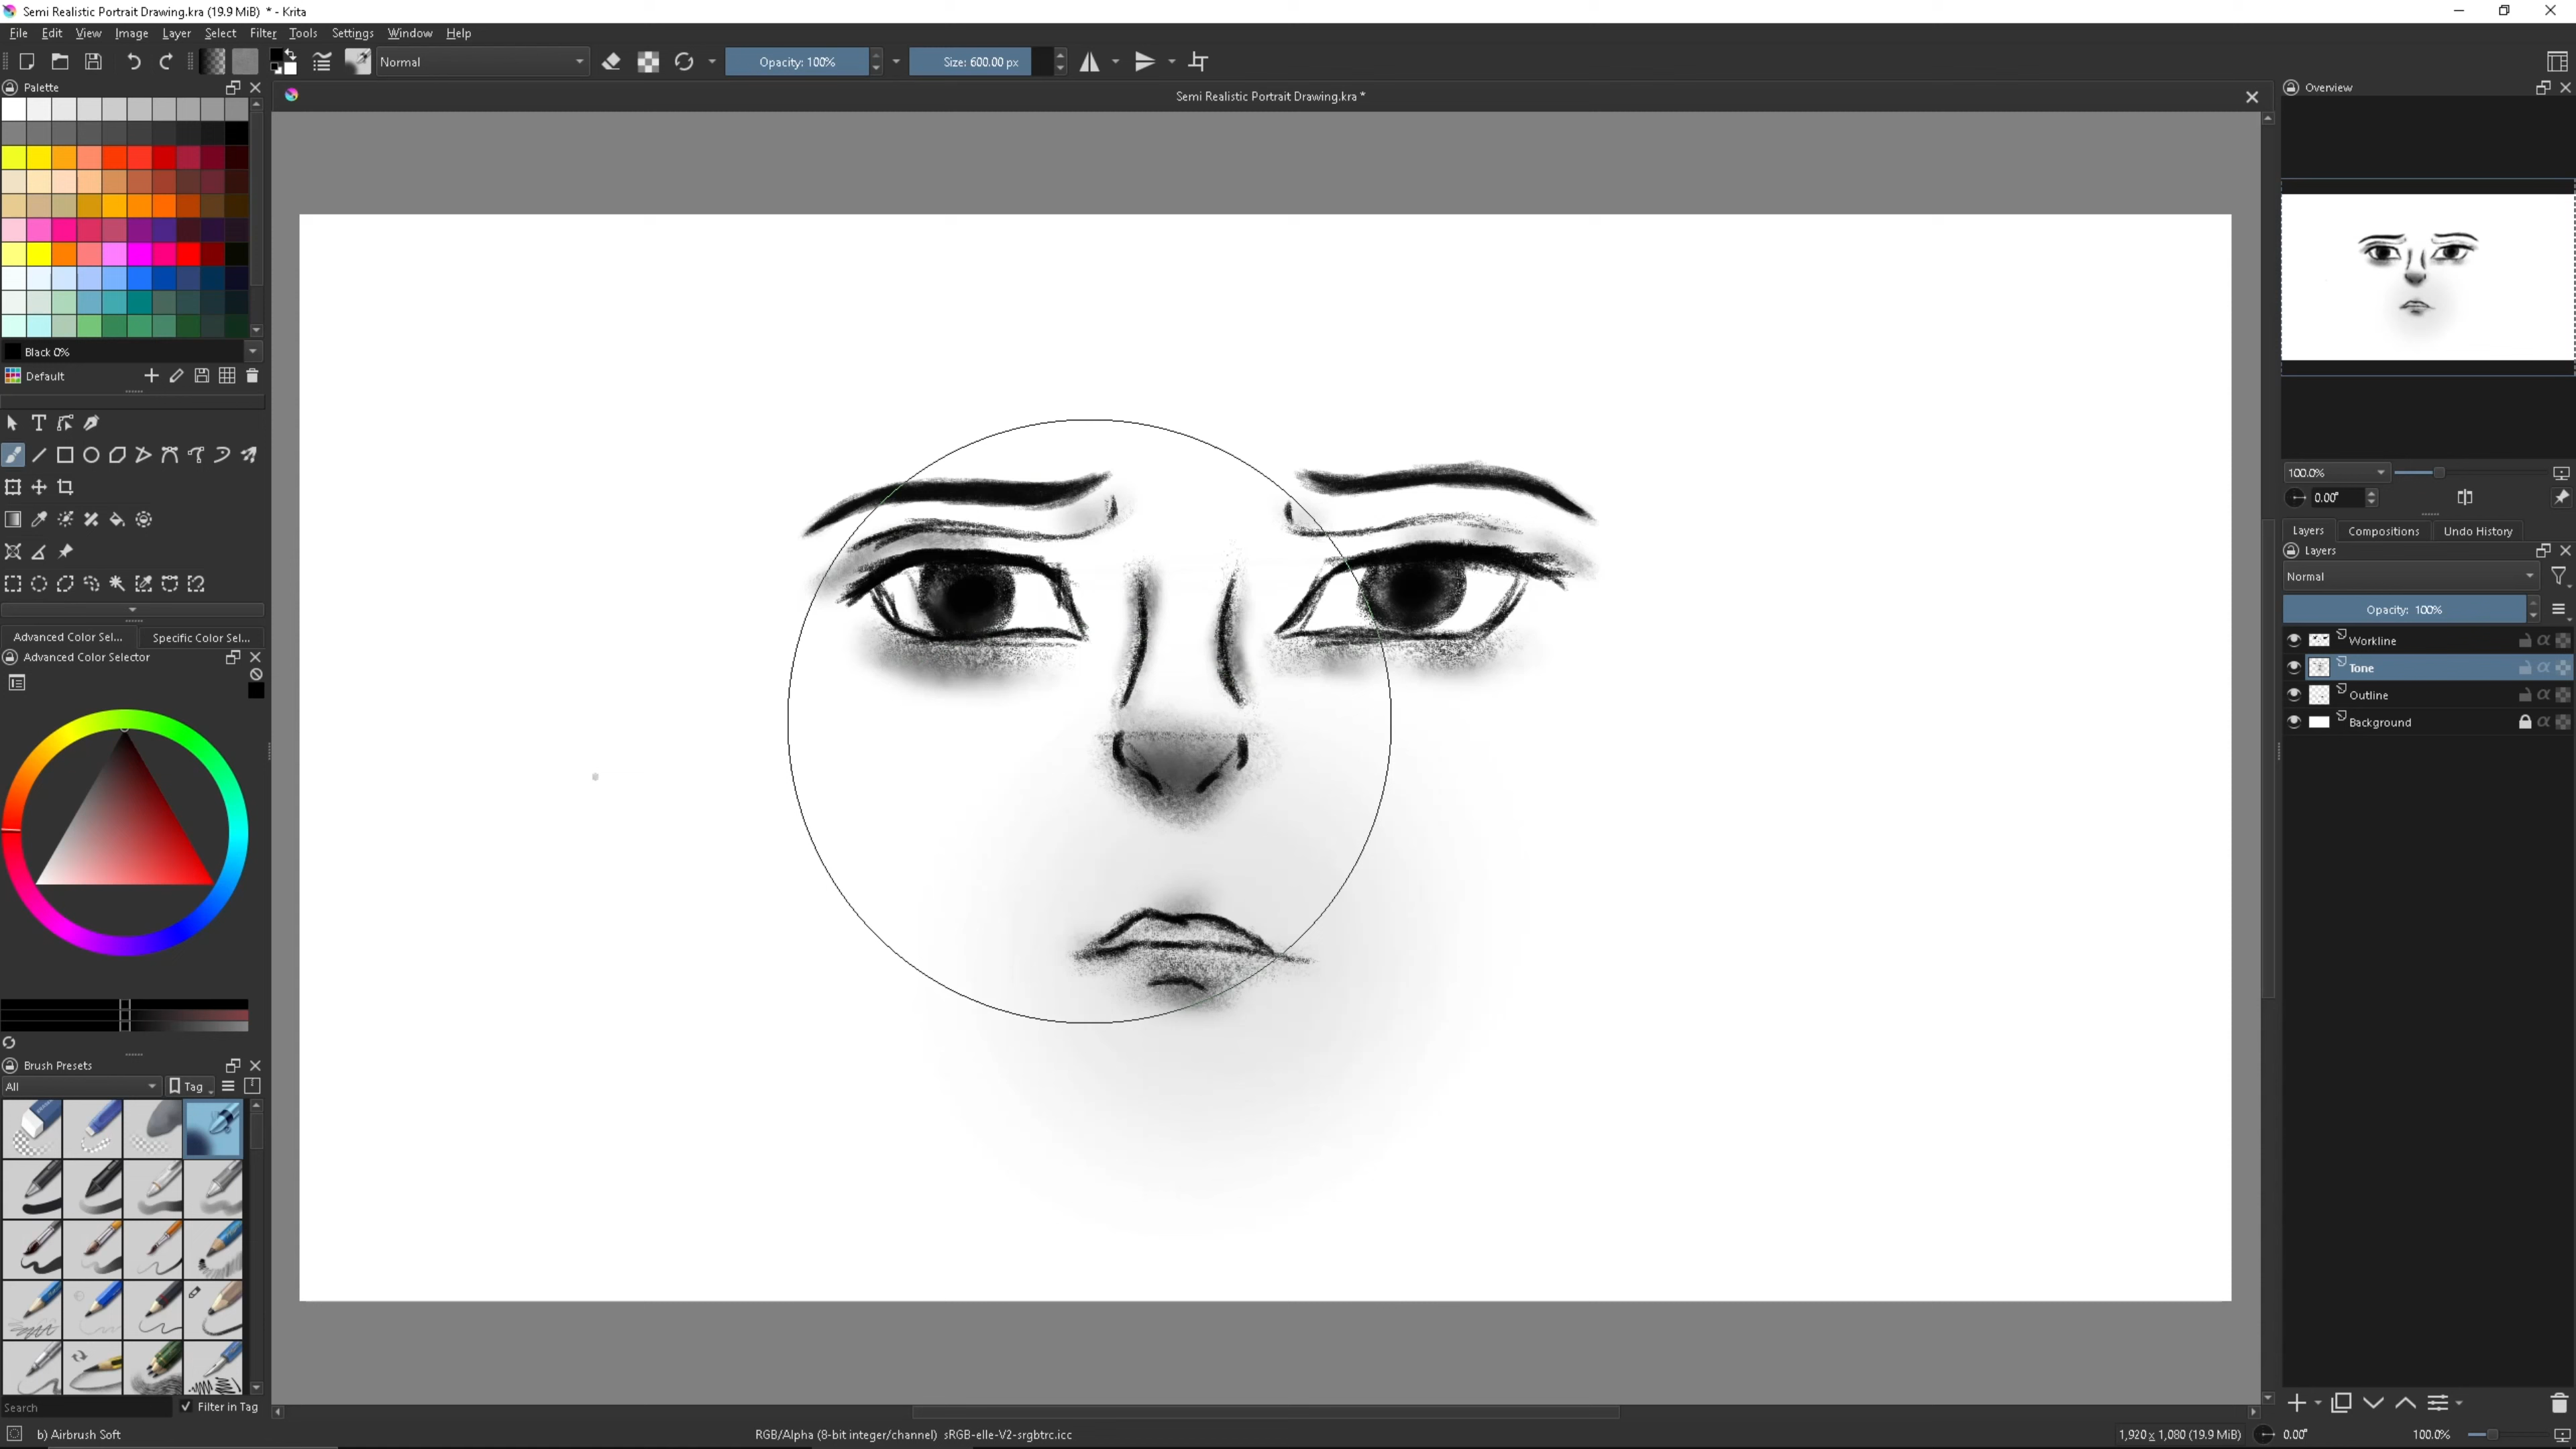 Semi Realistic Portrait Drawing.kra (19.9 MiB) * - Krita
File Edit View Image Layer Select Filter Tools Settings Window Help
Normal Opacity: 100% Size: 600.00 px
Palette
Semi Realistic Portrait Drawing.kra *
Overview
Black 0%
Default
100.0%
0.00°
Layers Compositions Undo History
Layers
Normal
Opacity: 100%
Workline
Tone
Outline
Background
Advanced Color Sel... Specific Color Sel...
Advanced Color Selector
Brush Presets
All Tag
Search Filter in Tag
b) Airbrush Soft
RGB/Alpha (8-bit integer/channel) sRGB-elle-V2-srgbtrc.icc
1,920 x 1,080 (19.9 MiB) 0.00° 100.0%